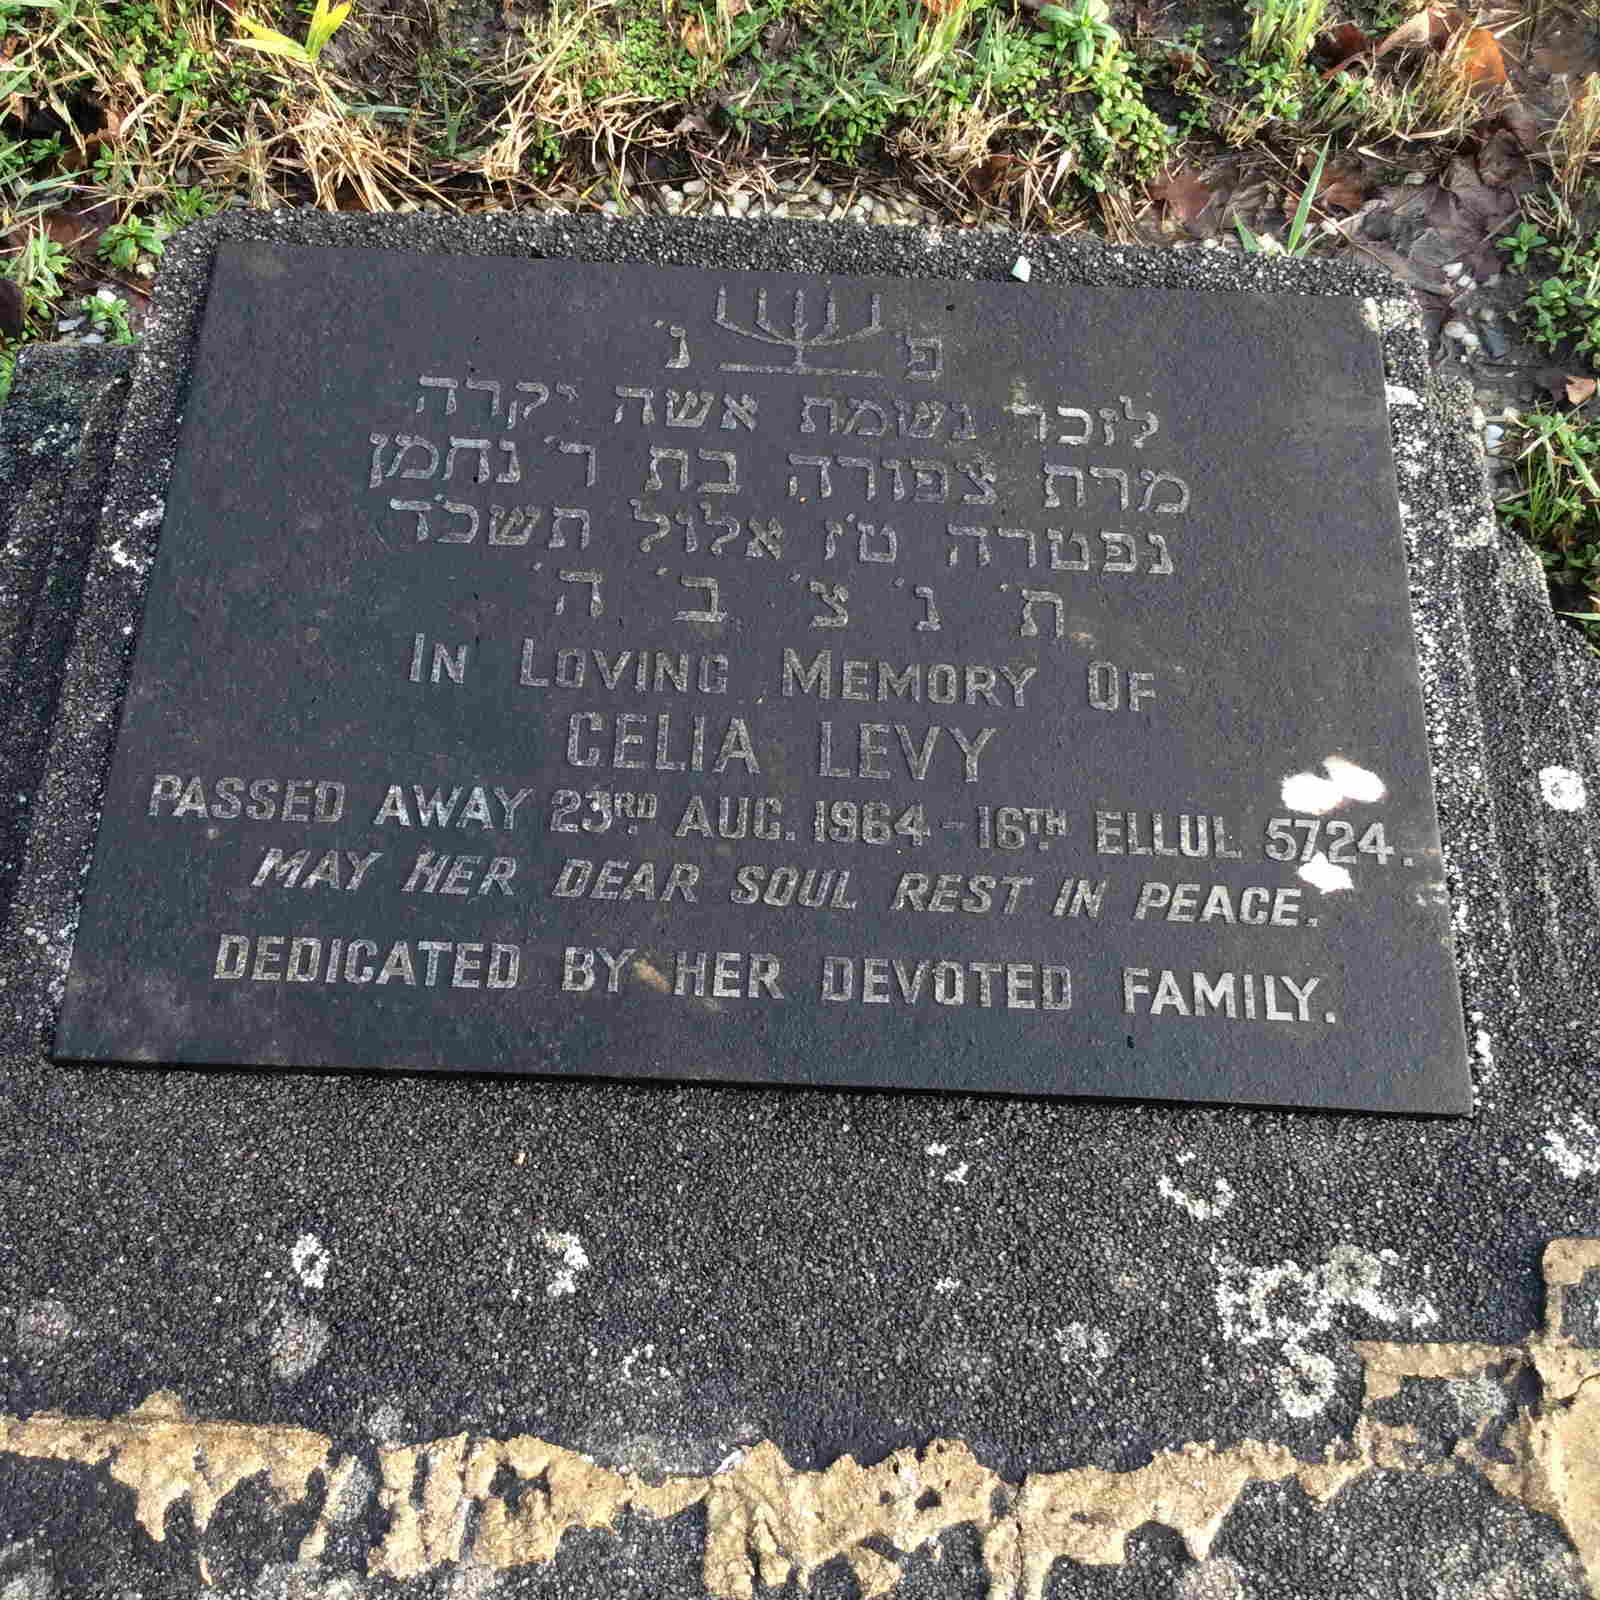 פ נ'
לזכר נשמת אשה יקרה
מרת צפורה בת ר' נחמן
נפטרה ט'ז אלול תשכ'ד
ת' נ' צ' ב' ה'
IN LOVING MEMORY OF
CELIA LEVY
PASSED AWAY 23RD AUG. 1964 - 16TH ELLUL 5724.
MAY HER DEAR SOUL REST IN PEACE.
DEDICATED BY HER DEVOTED FAMILY.